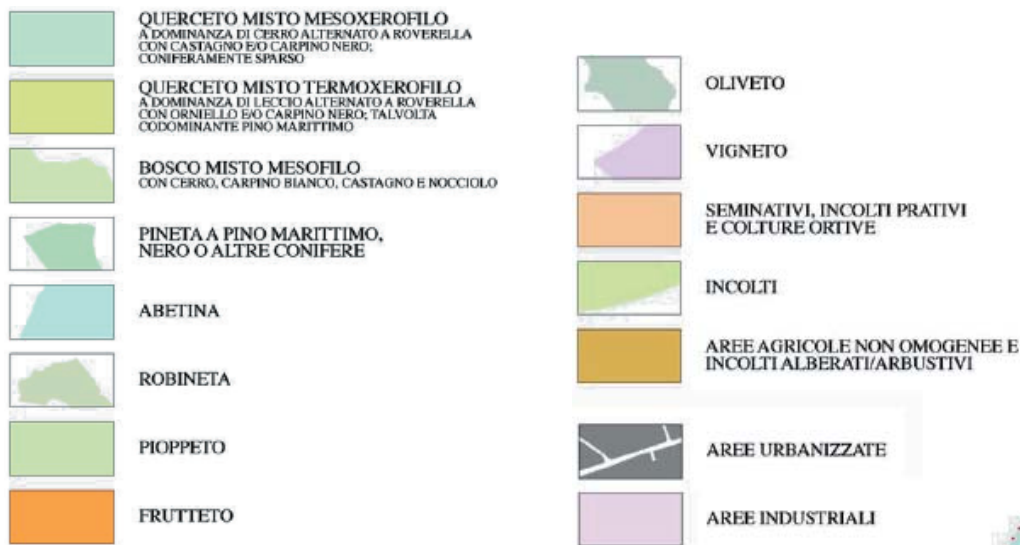 QUERCETO MISTO MESOXEROFILO
A DOMINANZA DI CERRO ALTERNATO A ROVERELLA
CON CASTAGNO E/O CARPINO NERO;
CONIFERAMENTE SPARSO
QUERCETO MISTO TERMOXEROFILO
A DOMINANZA DI LECCIO ALTERNATO A ROVERELLA
CON ORNIELLO E/O CARPINO NERO; TALVOLTA
CODOMINANTE PINO MARITTIMO
BOSCO MISTO MESOFILO
CON CERRO, CARPINO BIANCO, CASTAGNO E NOCCIOLO
PINETA A PINO MARITTIMO,
NERO O ALTRE CONIFERE
ABETINA
ROBINETA
PIOPPETO
FRUTTETO
OLIVETO
VIGNETO
SEMINATIVI, INCOLTI PRATIVI
E COLTURE ORTIVE
INCOLTI
AREE AGRICOLE NON OMOGENEE E
INCOLTI ALBERATI/ARBUSTIVI
AREE URBANIZZATE
AREE INDUSTRIALI